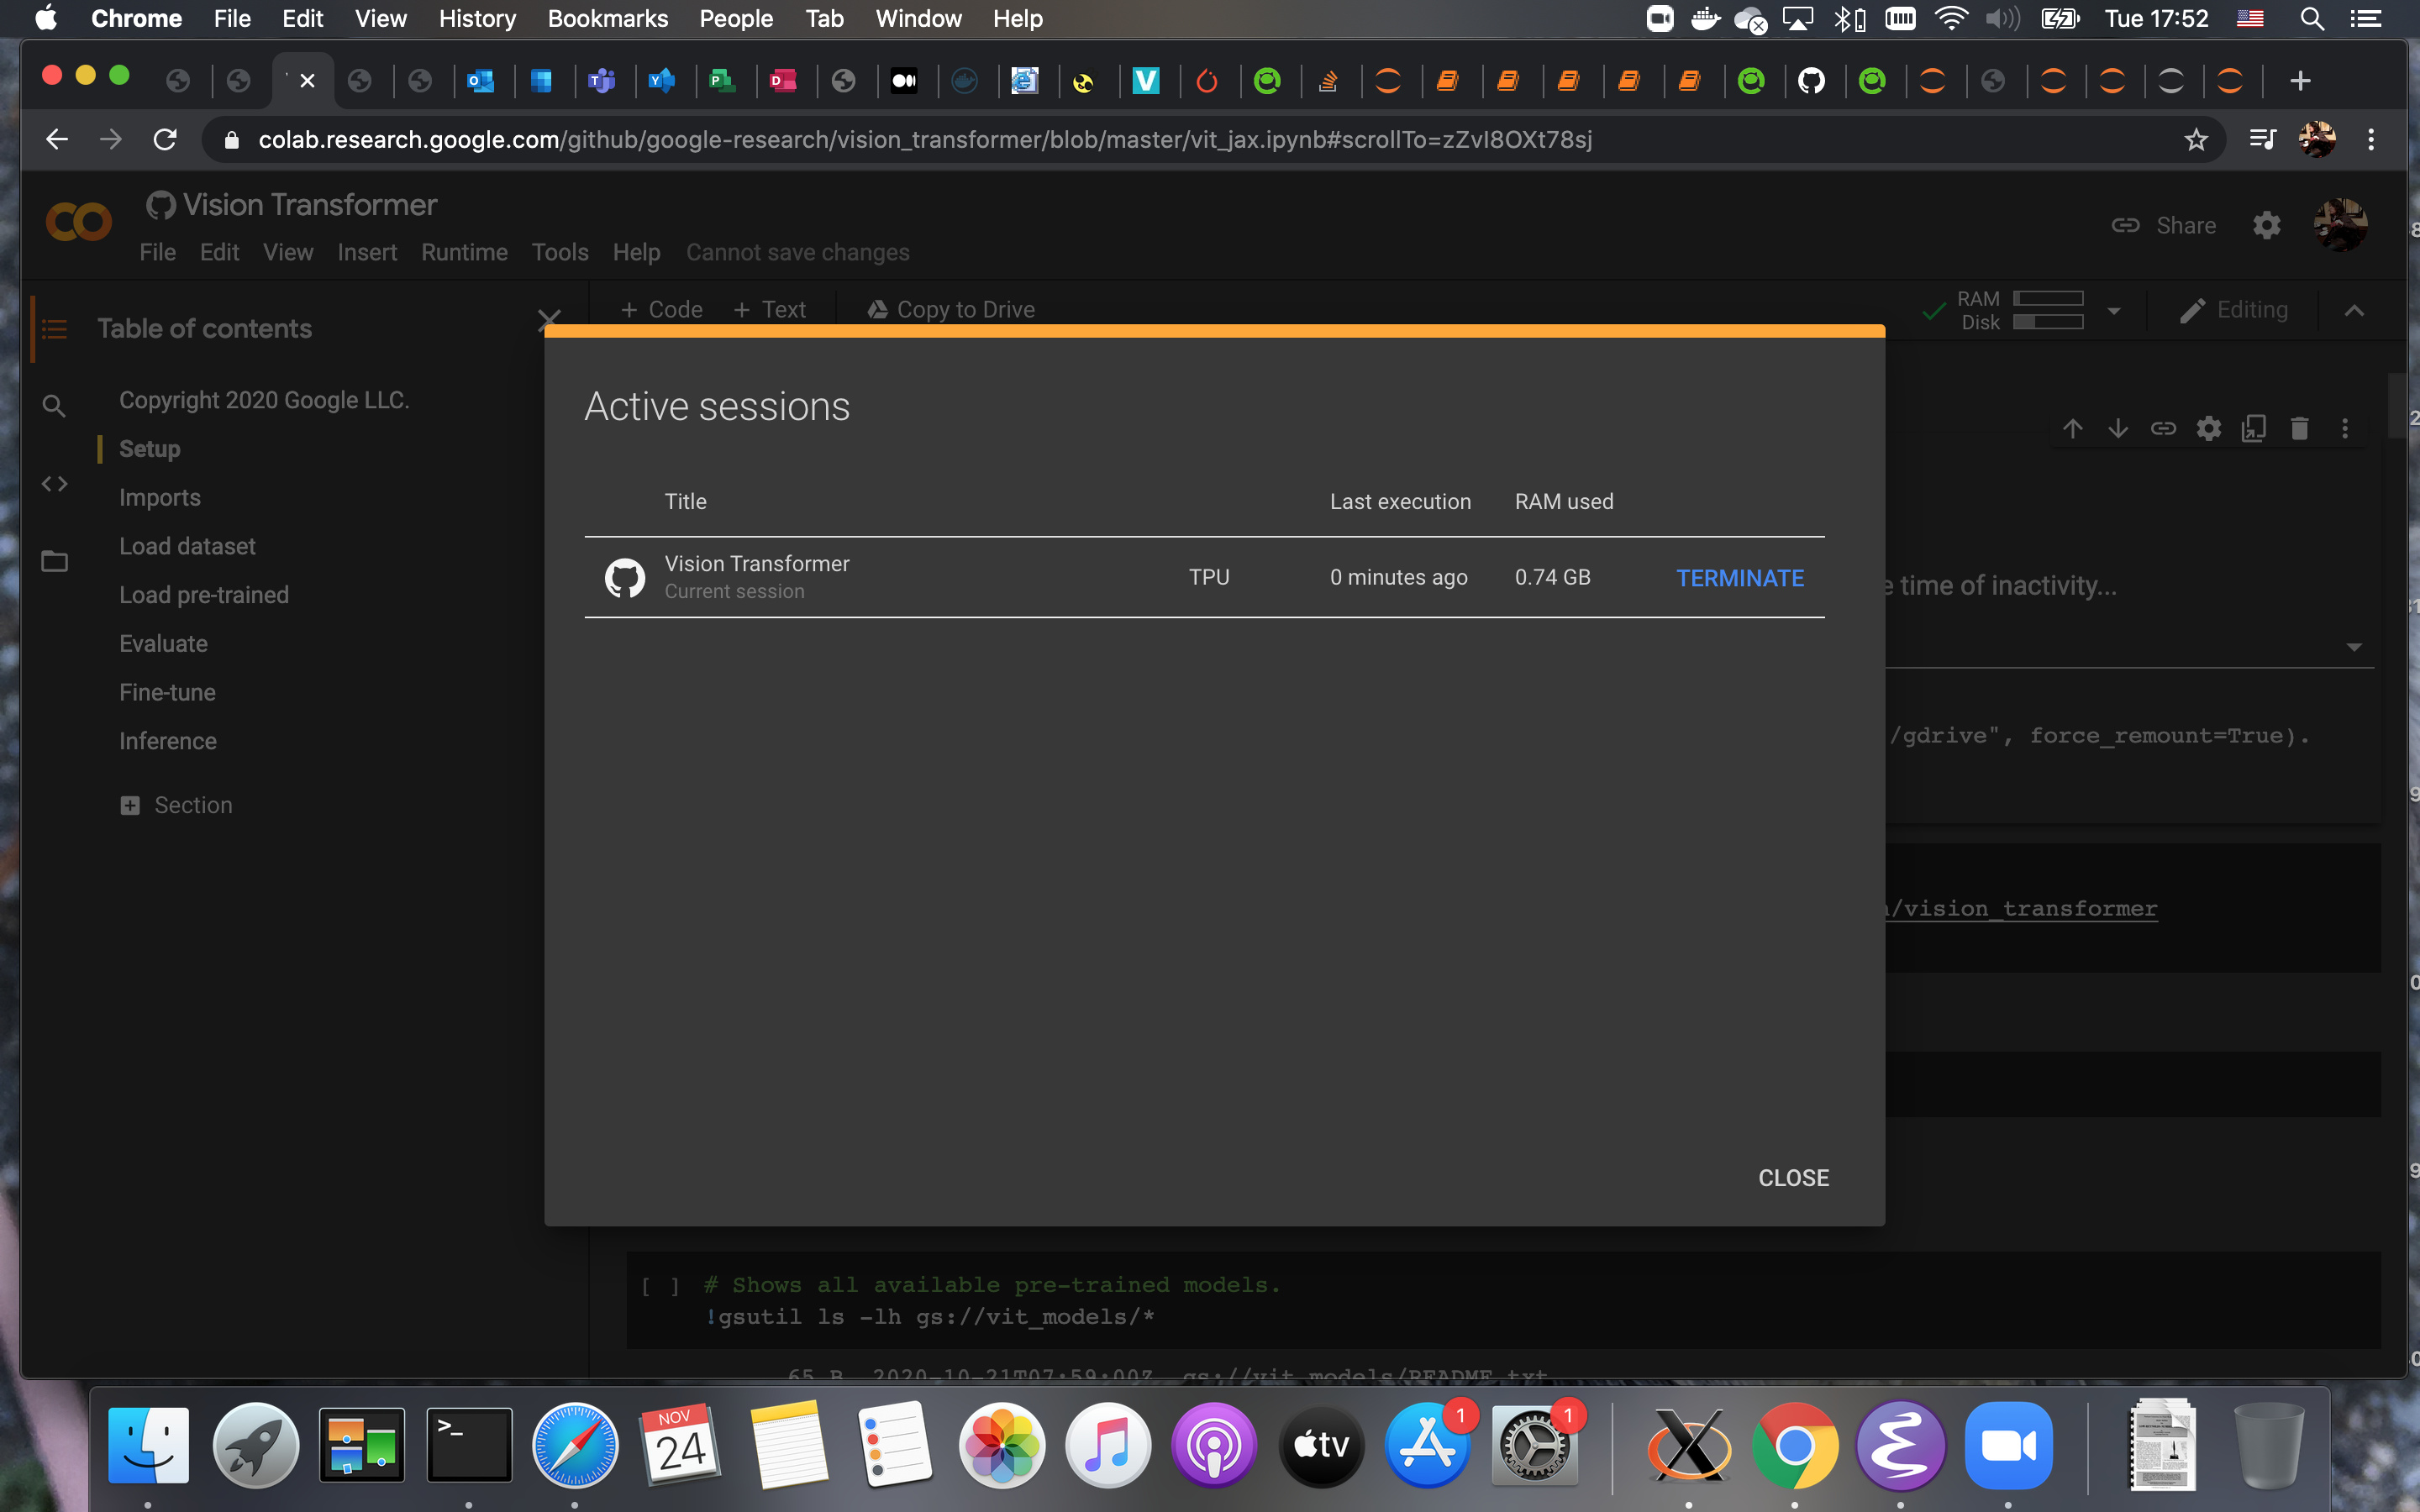 Chrome File Edit View History Bookmarks People Tab Window Help Tue 17:52
colab.research.google.com/github/google-research/vision_transformer/blob/master/vit_jax.ipynb#scrollTo=zZvI8OXt78sj
Vision Transformer
File Edit View Insert Runtime Tools Help Cannot save changes
Share
Table of contents
+ Code + Text Copy to Drive
RAM
Disk
Editing
Copyright 2020 Google LLC.
Setup
Imports
Load dataset
Load pre-trained
Evaluate
Fine-tune
Inference
Section
Active sessions
Title Last execution RAM used
Vision Transformer
Current session
TPU 0 minutes ago 0.74 GB TERMINATE
CLOSE
time of inactivity...
/gdrive", force_remount=True).
/vision_transformer
[ ] # Shows all available pre-trained models.
!gsutil ls -lh gs://vit_models/*
65 B 2020-10-21T07:59:00Z gs://vit_models/README.txt
NOV
24
tv
1
1